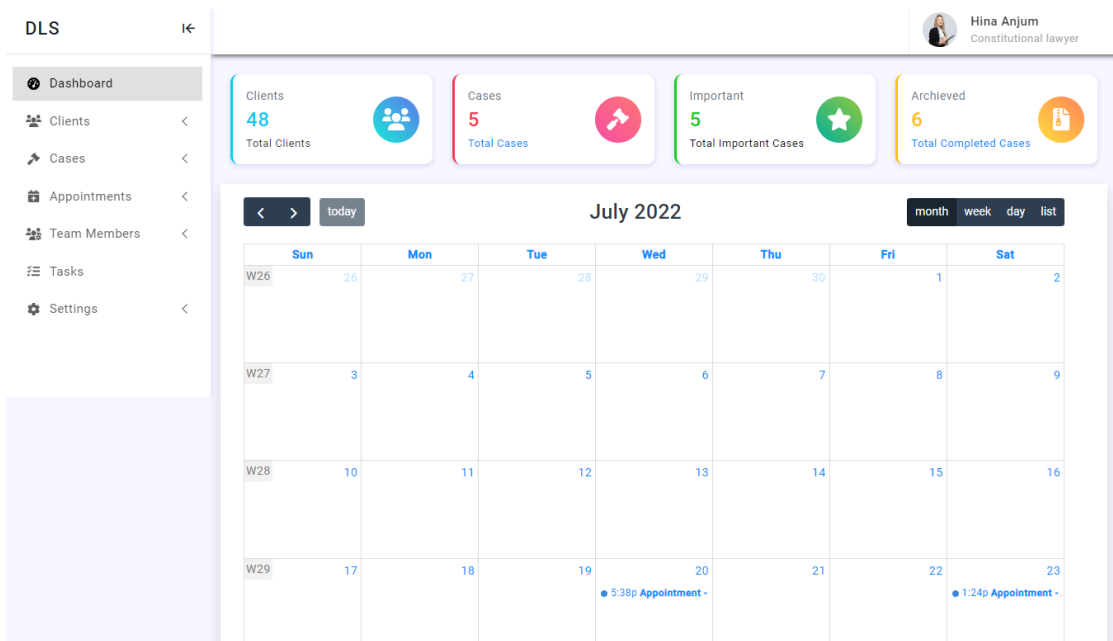 DLS
Hina Anjum
Constitutional lawyer
Dashboard
Clients
Cases
Appointments
Team Members
Tasks
Settings
Clients
48
Total Clients
Cases
5
Total Cases
Important
5
Total Important Cases
Archieved
6
Total Completed Cases
today
July 2022
month week day list
Sun Mon Tue Wed Thu Fri Sat
W26 26 27 28 29 30 1 2
W27 3 4 5 6 7 8 9
W28 10 11 12 13 14 15 16
W29 17 18 19 20 21 22 23
5:38p Appointment - 1:24p Appointment -